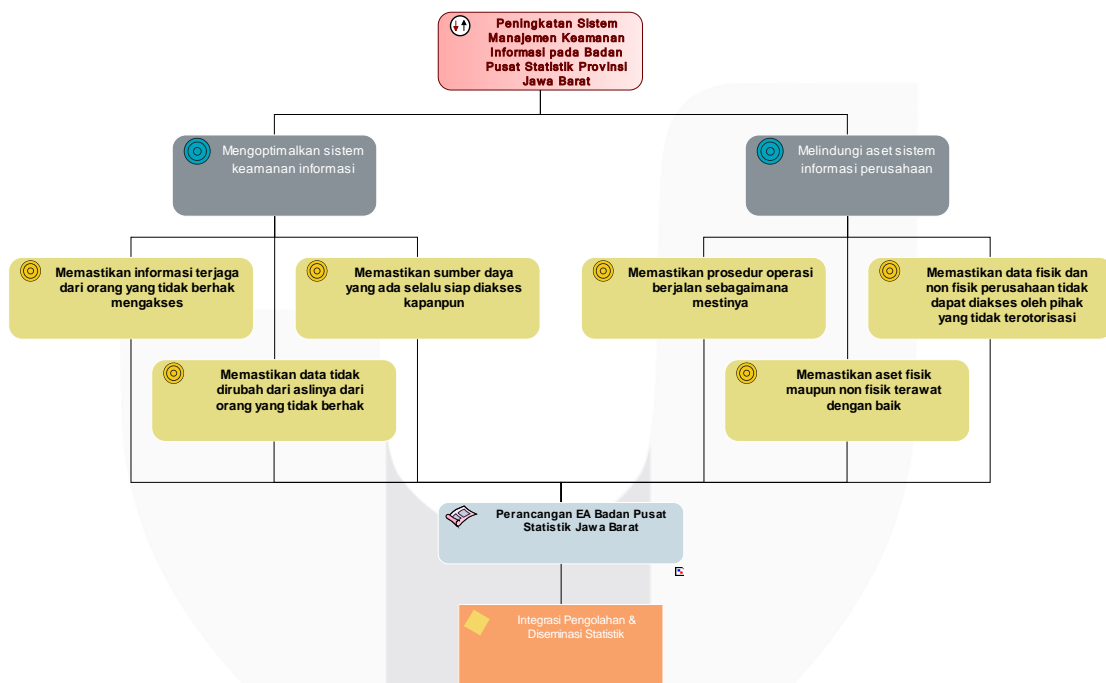 Peningkatan Sistem
Manajemen Keamanan
Informasi pada Badan
Pusat Statistik Provinsi
Jawa Barat
Mengoptimalkan sistem
keamanan informasi
Melindungi aset sistem
informasi perusahaan
Memastikan informasi terjaga
dari orang yang tidak berhak
mengakses
Memastikan sumber daya
yang ada selalu siap diakses
kapanpun
Memastikan prosedur operasi
berjalan sebagaimana
mestinya
Memastikan data fisik dan
non fisik perusahaan tidak
dapat diakses oleh pihak
yang tidak terotorisasi
Memastikan data tidak
dirubah dari aslinya dari
orang yang tidak berhak
Memastikan aset fisik
maupun non fisik terawat
dengan baik
Perancangan EA Badan Pusat
Statistik Jawa Barat
Integrasi Pengolahan &
Diseminasi Statistik